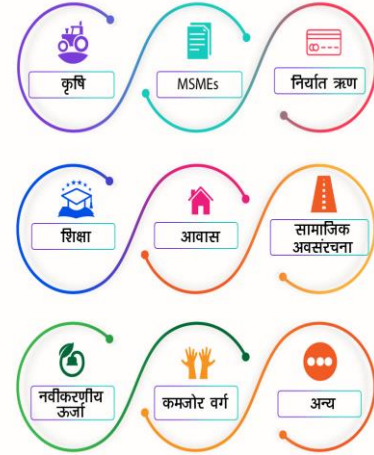 कृषि
MSMEs
निर्यात ऋण
शिक्षा
आवास
सामाजिक
अवसंरचना
नवीकरणीय
ऊर्जा
कमजोर वर्ग
अन्य